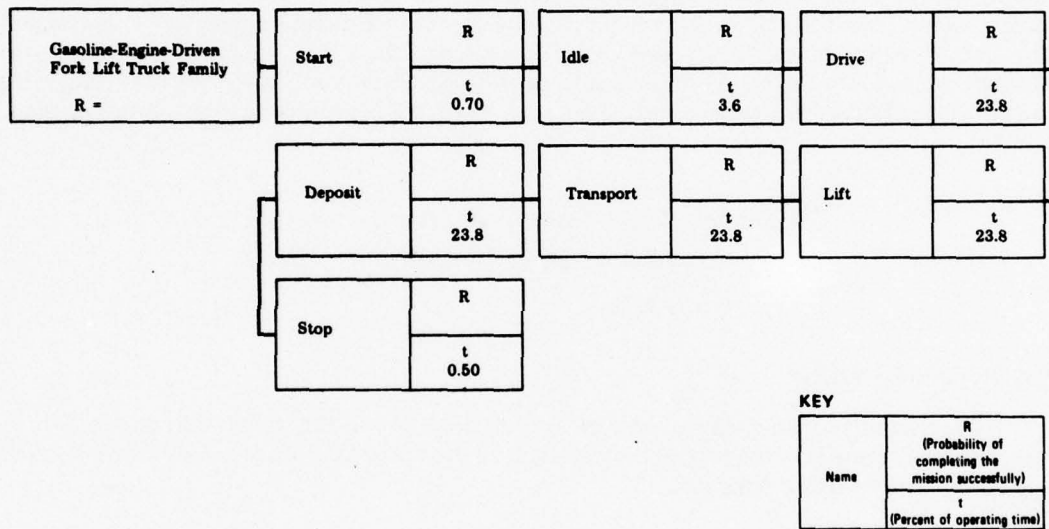 Gasoline-Engine-Driven
Fork Lift Truck Family
R =
Start
R
t
0.70
Idle
R
t
3.6
Drive
R
t
23.8
Deposit
R
t
23.8
Transport
R
t
23.8
Lift
R
t
23.8
Stop
R
t
0.50
KEY
Name
R
(Probability of
completing the
mission successfully)
t
(Percent of operating time)